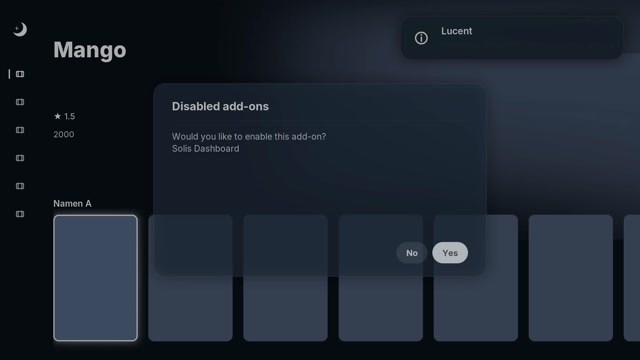 Lucent
Mango
Disabled add-ons
★ 1.5
Would you like to enable this add-on?
2000
Solis Dashboard
Namen A
No
Yes